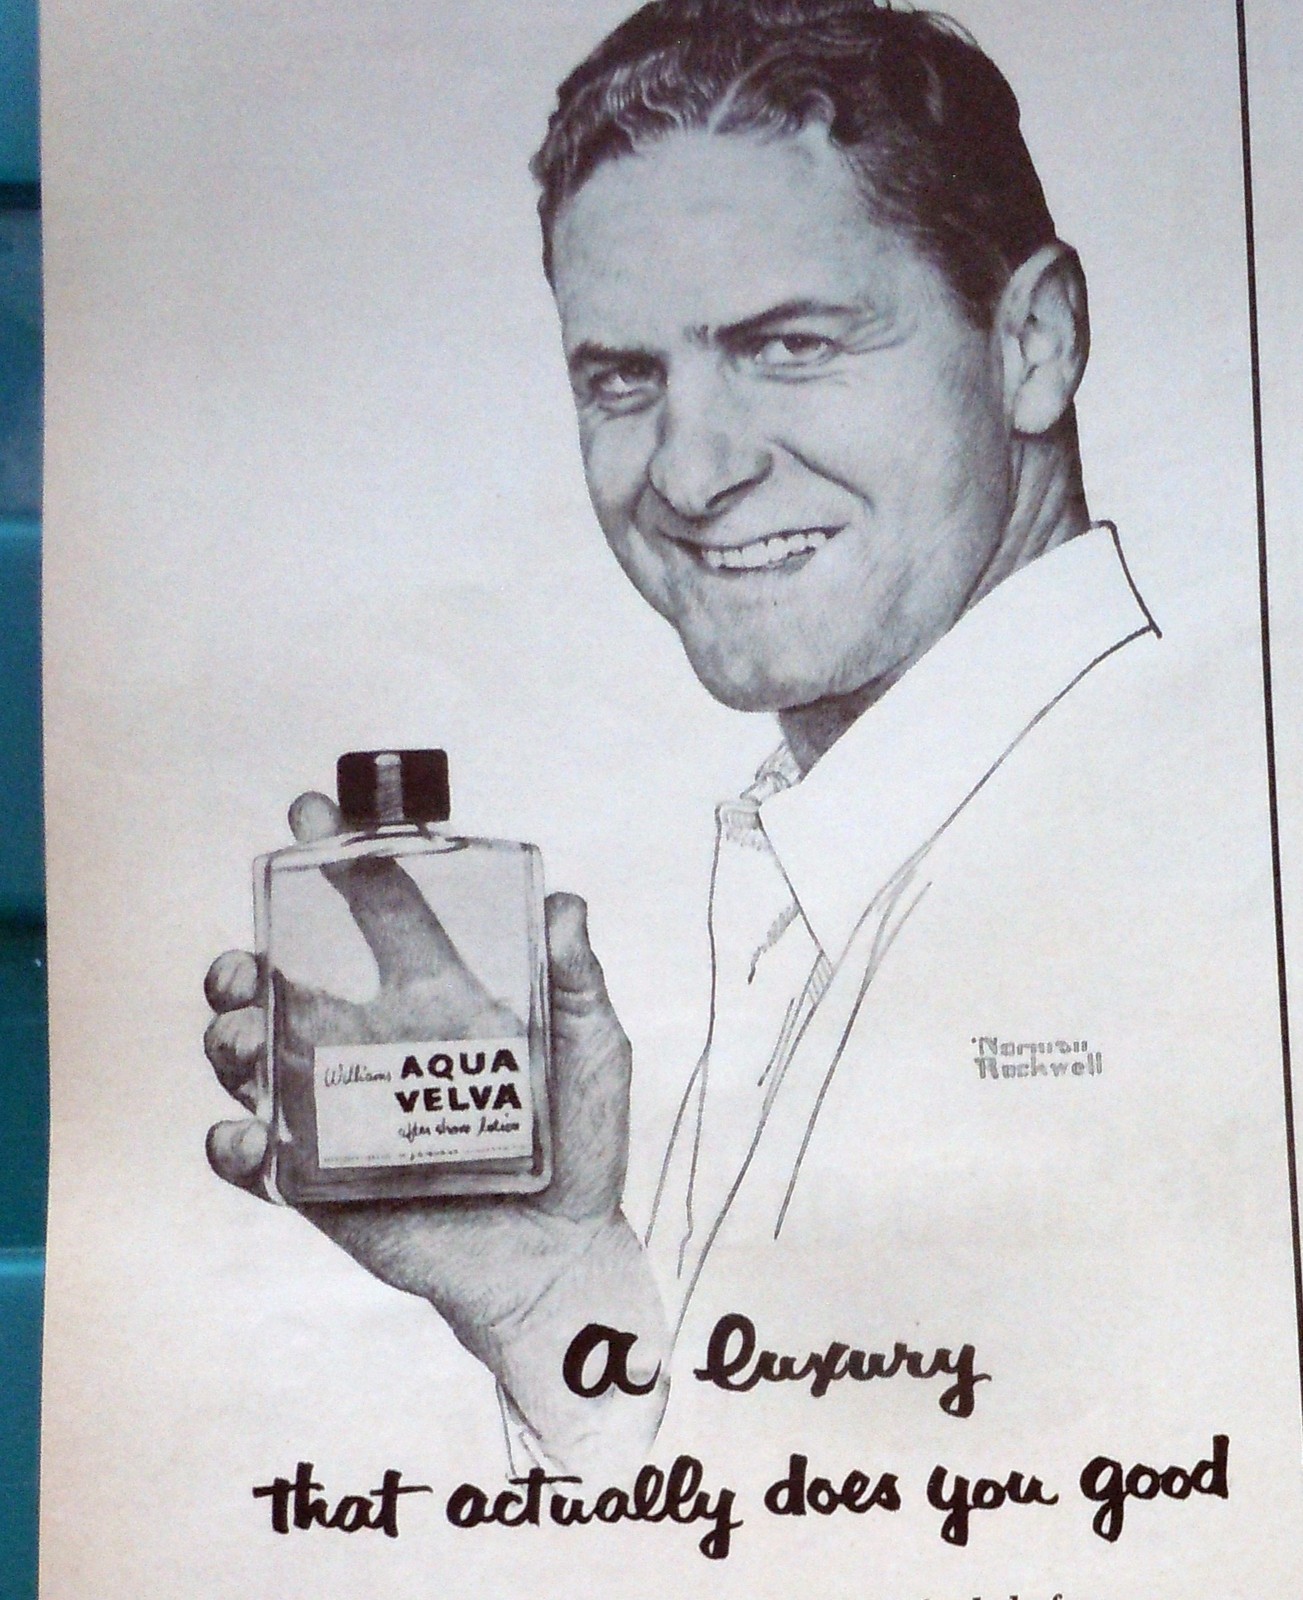 Norman
Rockwell
Williams AQUA
VELVA
after shave lotion
a luxury
that actually does you good